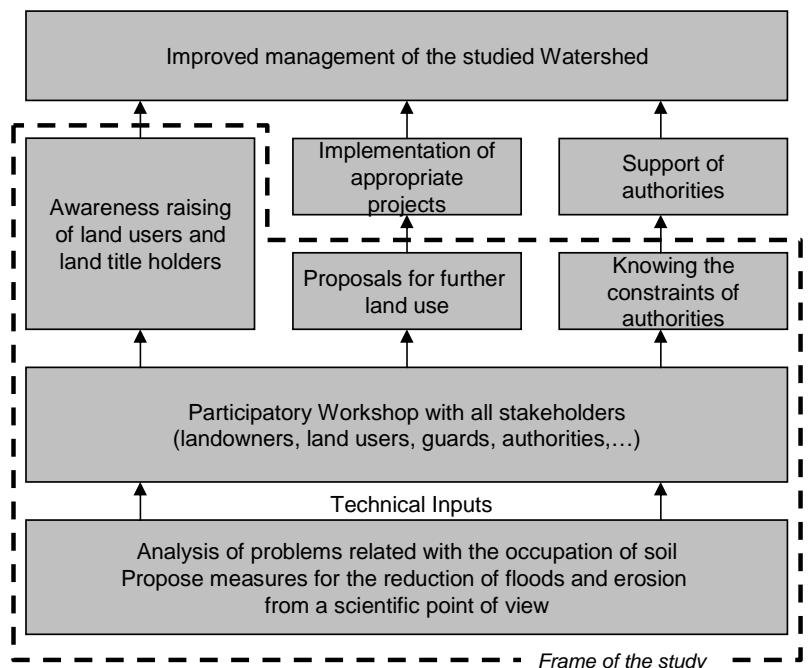 Improved management of the studied Watershed
Awareness raising
of land users and
land title holders
Implementation of
appropriate
projects
Support of
authorities
Proposals for further
land use
Knowing the
constraints of
authorities
Participatory Workshop with all stakeholders
(landowners, land users, guards, authorities,…)
Technical Inputs
Analysis of problems related with the occupation of soil
Propose measures for the reduction of floods and erosion
from a scientific point of view
Frame of the study